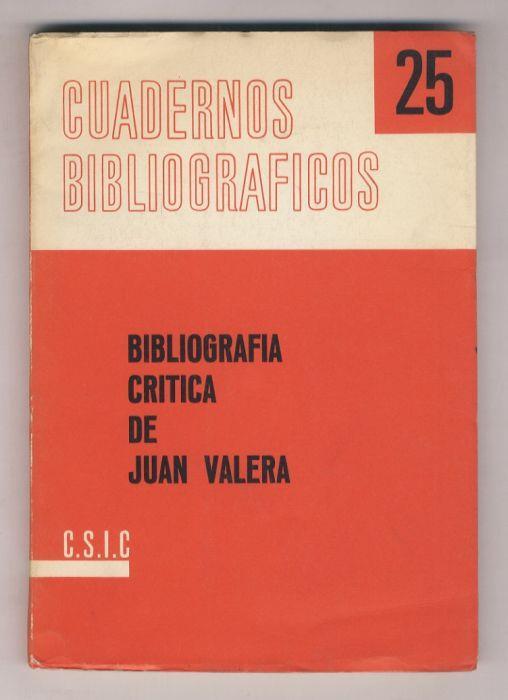 CUADERNOS
BIBLIOGRAFICOS
25
BIBLIOGRAFIA
CRITICA
DE
JUAN VALERA
C.S.I.C